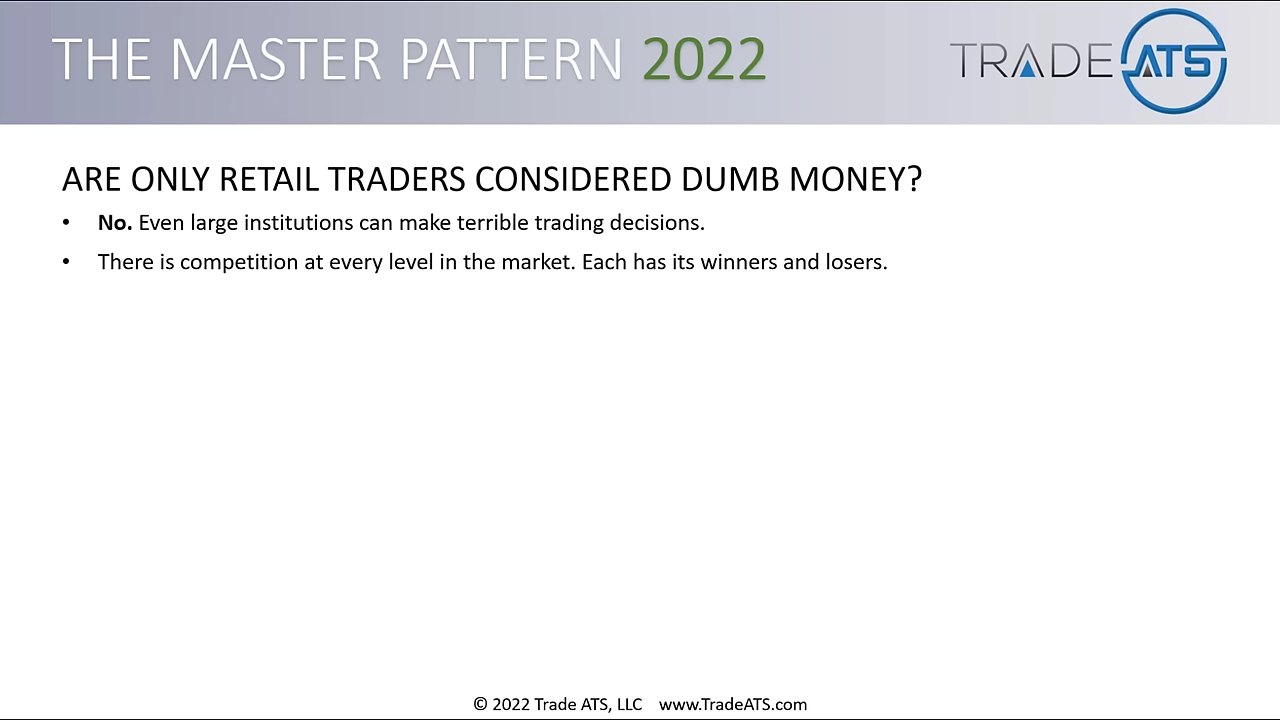 THE MASTER PATTERN 2022
TRADE ATS
ARE ONLY RETAIL TRADERS CONSIDERED DUMB MONEY?
• No. Even large institutions can make terrible trading decisions.
• There is competition at every level in the market. Each has its winners and losers.
© 2022 Trade ATS, LLC www.TradeATS.com